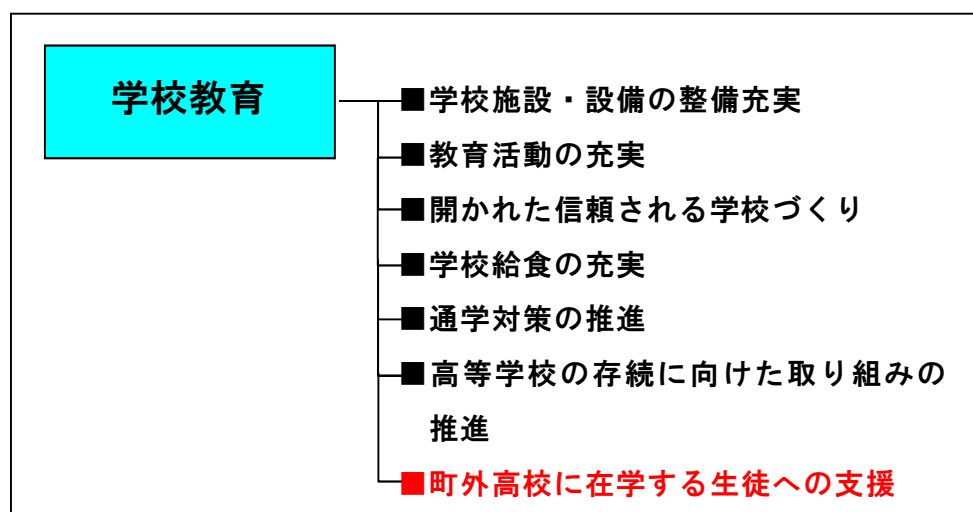 学校教育
■学校施設・設備の整備充実
■教育活動の充実
■開かれた信頼される学校づくり
■学校給食の充実
■通学対策の推進
■高等学校の存続に向けた取り組みの
推進
■町外高校に在学する生徒への支援